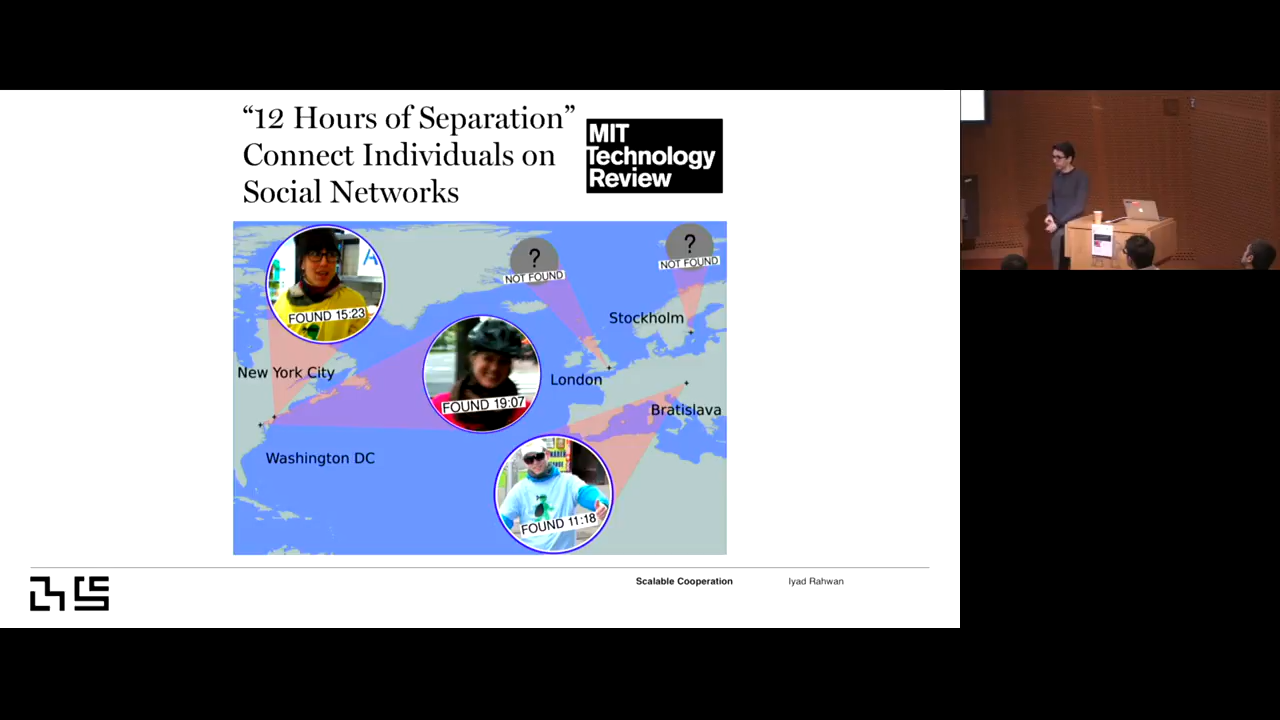 “12 Hours of Separation”
Connect Individuals on
Social Networks
MIT
Technology
Review
A
?
NOT FOUND
?
NOT FOUND
FOUND 15:23
Stockholm
New York City
London
FOUND 19:07
Bratislava
Washington DC
FOUND 11:18
Scalable Cooperation
Iyad Rahwan